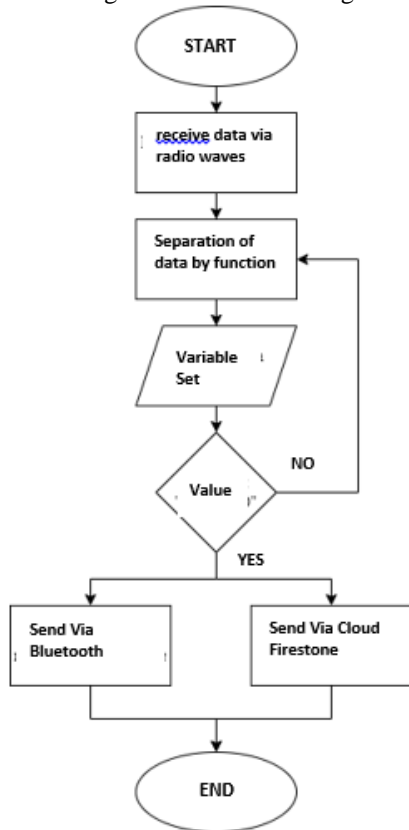 START
receive data via
radio waves
Separation of
data by function
Variable
Set
NO
Value
YES
Send Via
Bluetooth
Send Via Cloud
Firestone
END